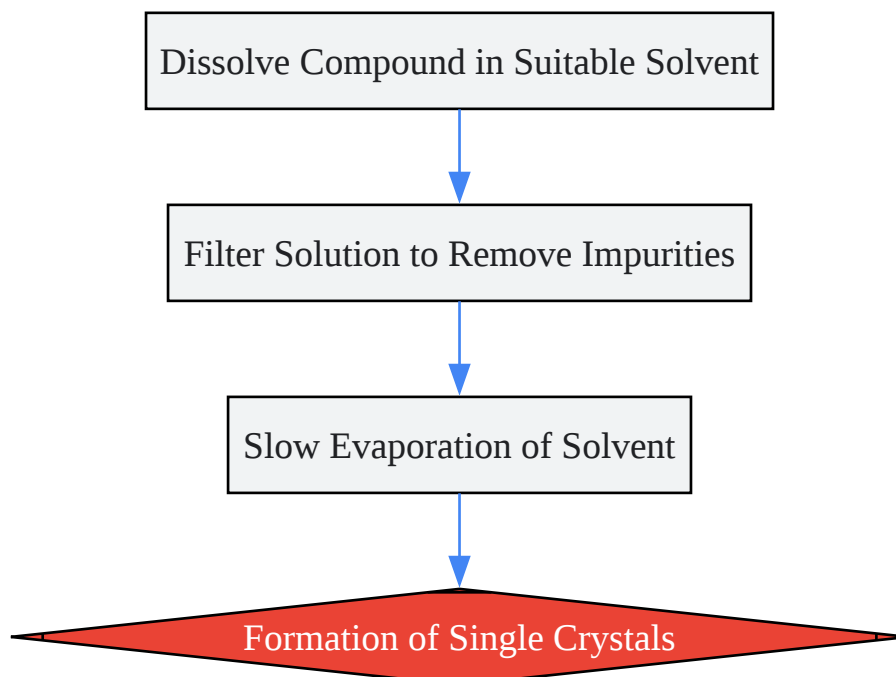 Dissolve Compound in Suitable Solvent
Filter Solution to Remove Impurities
Slow Evaporation of Solvent
Formation of Single Crystals